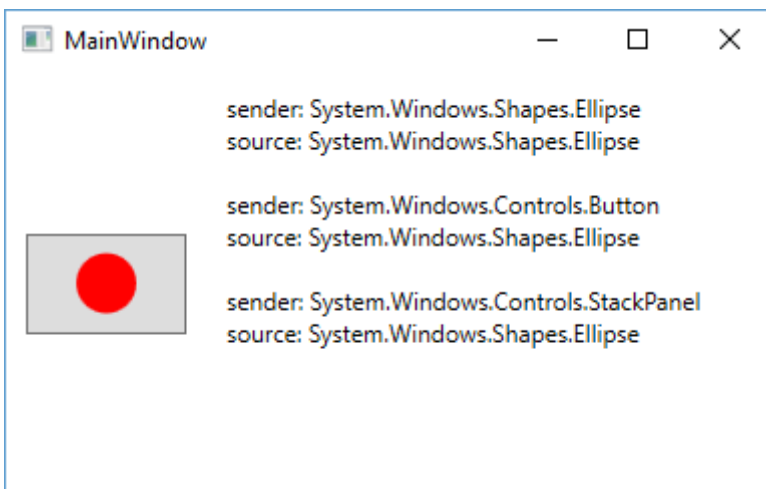 MainWindow
sender: System.Windows.Shapes.Ellipse
source: System.Windows.Shapes.Ellipse
sender: System.Windows.Controls.Button
source: System.Windows.Shapes.Ellipse
sender: System.Windows.Controls.StackPanel
source: System.Windows.Shapes.Ellipse